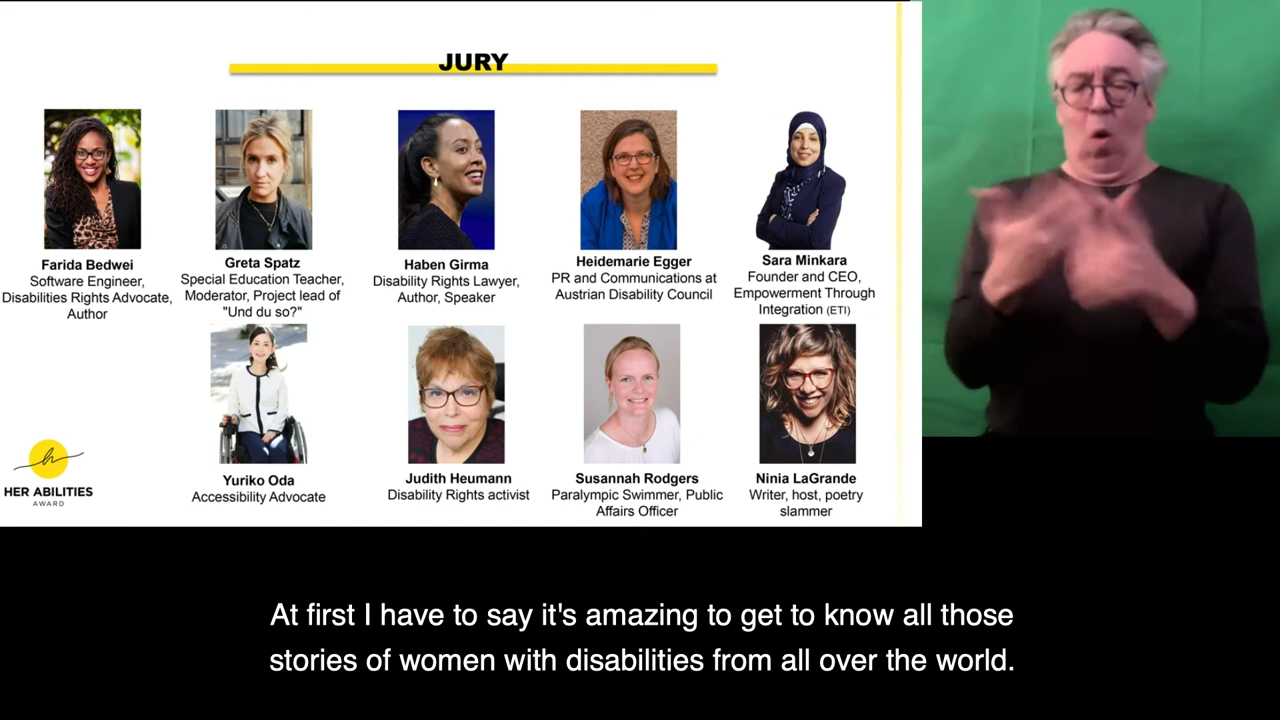 JURY
Farida Bedwei
Software Engineer,
Disabilities Rights Advocate,
Author
Greta Spatz
Special Education Teacher,
Moderator, Project lead of
"Und du so?"
Haben Girma
Disability Rights Lawyer,
Author, Speaker
Heidemarie Egger
PR and Communications at
Austrian Disability Council
Sara Minkara
Founder and CEO,
Empowerment Through
Integration (ETI)
h
HER ABILITIES
AWARD
Yuriko Oda
Accessibility Advocate
Judith Heumann
Disability Rights activist
Susannah Rodgers
Paralympic Swimmer, Public
Affairs Officer
Ninia LaGrande
Writer, host, poetry
slammer
At first I have to say it's amazing to get to know all those
stories of women with disabilities from all over the world.